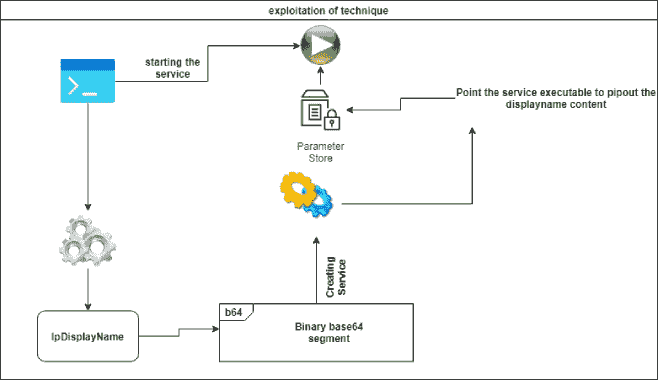 exploitation of technique
starting the
service
Point the service executable to pipout the
displayname content
Parameter
Store
Creating
Service
b64
Binary base64
segment
lpDisplayName